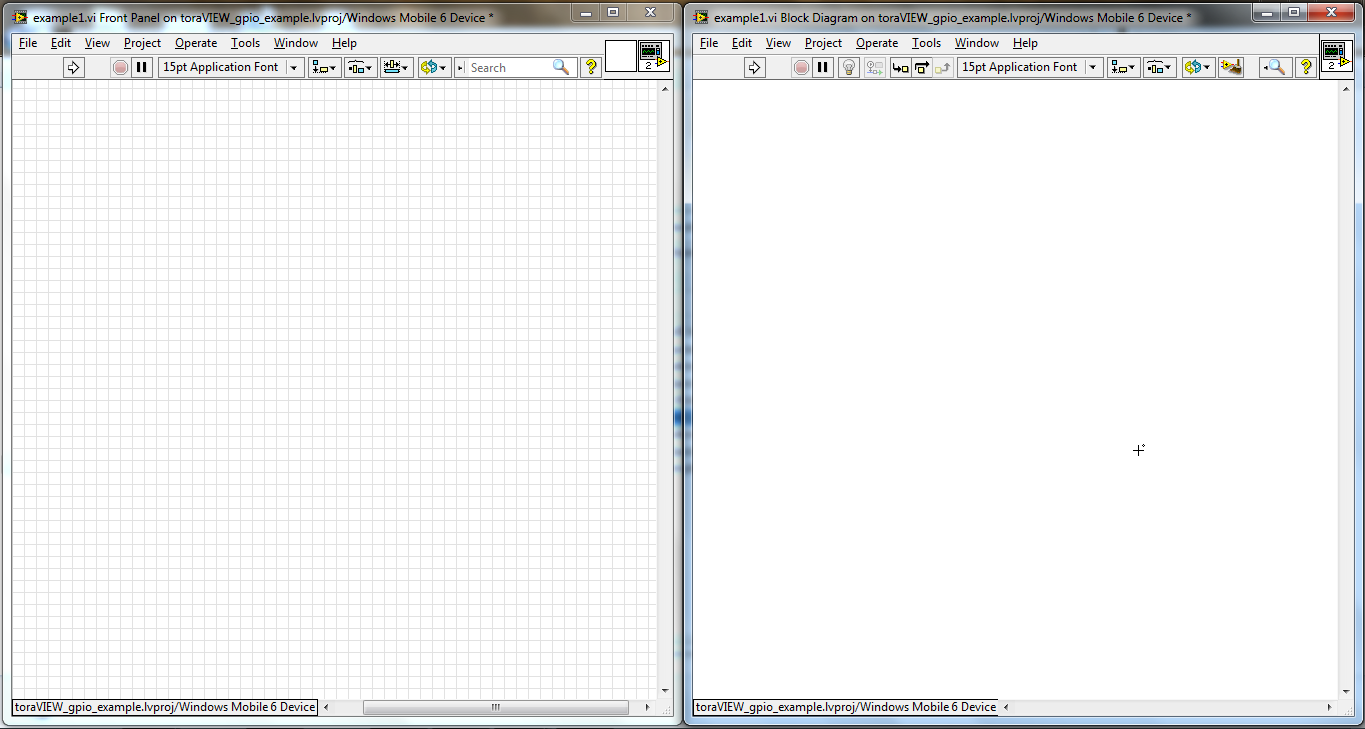 example1.vi Front Panel on toraVIEW_gpio_example.lvproj/Windows Mobile 6 Device *
File Edit View Project Operate Tools Window Help
15pt Application Font Search ?
2
toraVIEW_gpio_example.lvproj/Windows Mobile 6 Device
example1.vi Block Diagram on toraVIEW_gpio_example.lvproj/Windows Mobile 6 Device *
File Edit View Project Operate Tools Window Help
15pt Application Font ?
2
toraVIEW_gpio_example.lvproj/Windows Mobile 6 Device